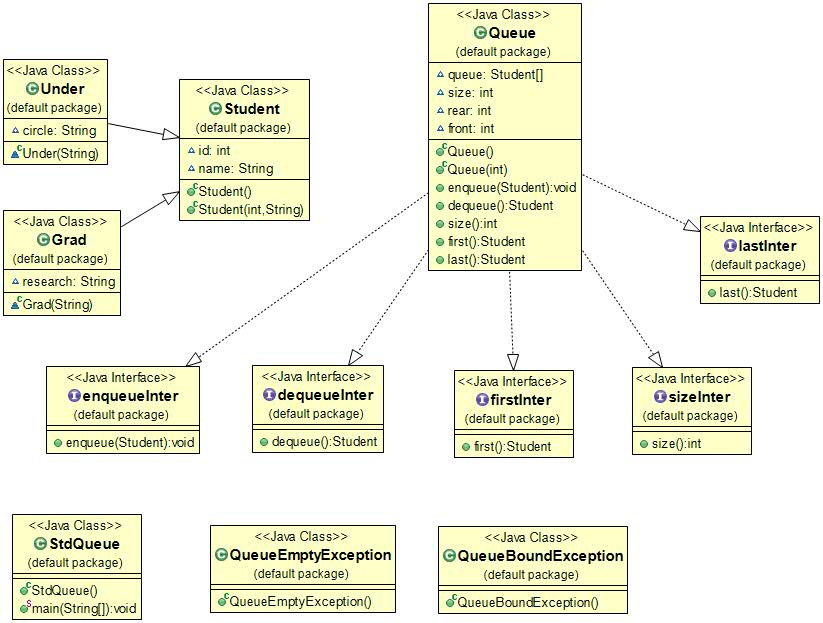 <<Java Class>>
Under
(default package)
circle: String
Under(String)
<<Java Class>>
Student
(default package)
id: int
name: String
Student()
Student(int,String)
<<Java Class>>
Grad
(default package)
research: String
Grad(String)
<<Java Class>>
Queue
(default package)
queue: Student[]
size: int
rear: int
front: int
Queue()
Queue(int)
enqueue(Student):void
dequeue():Student
size():int
first():Student
last():Student
<<Java Interface>>
lastInter
(default package)
last():Student
<<Java Interface>>
enqueueInter
(default package)
enqueue(Student):void
<<Java Interface>>
dequeueInter
(default package)
dequeue():Student
<<Java Interface>>
firstInter
(default package)
first():Student
<<Java Interface>>
sizeInter
(default package)
size():int
<<Java Class>>
StdQueue
(default package)
StdQueue()
main(String[]):void
<<Java Class>>
QueueEmptyException
(default package)
QueueEmptyException()
<<Java Class>>
QueueBoundException
(default package)
QueueBoundException()